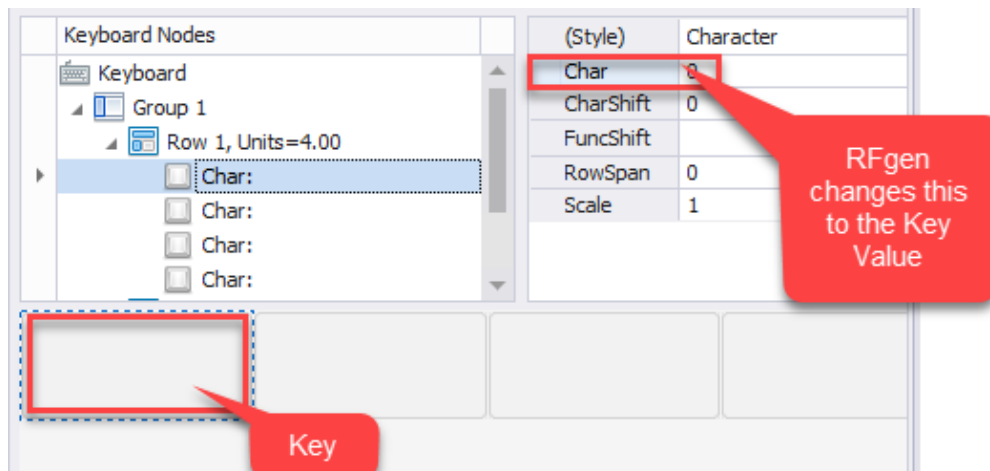 Keyboard Nodes
Keyboard
Group 1
Row 1, Units=4.00
Char:
Char:
Char:
Char:
(Style) Character
Char 0
CharShift 0
FuncShift
RowSpan 0
Scale 1
RFgen
changes this
to the Key
Value
Key